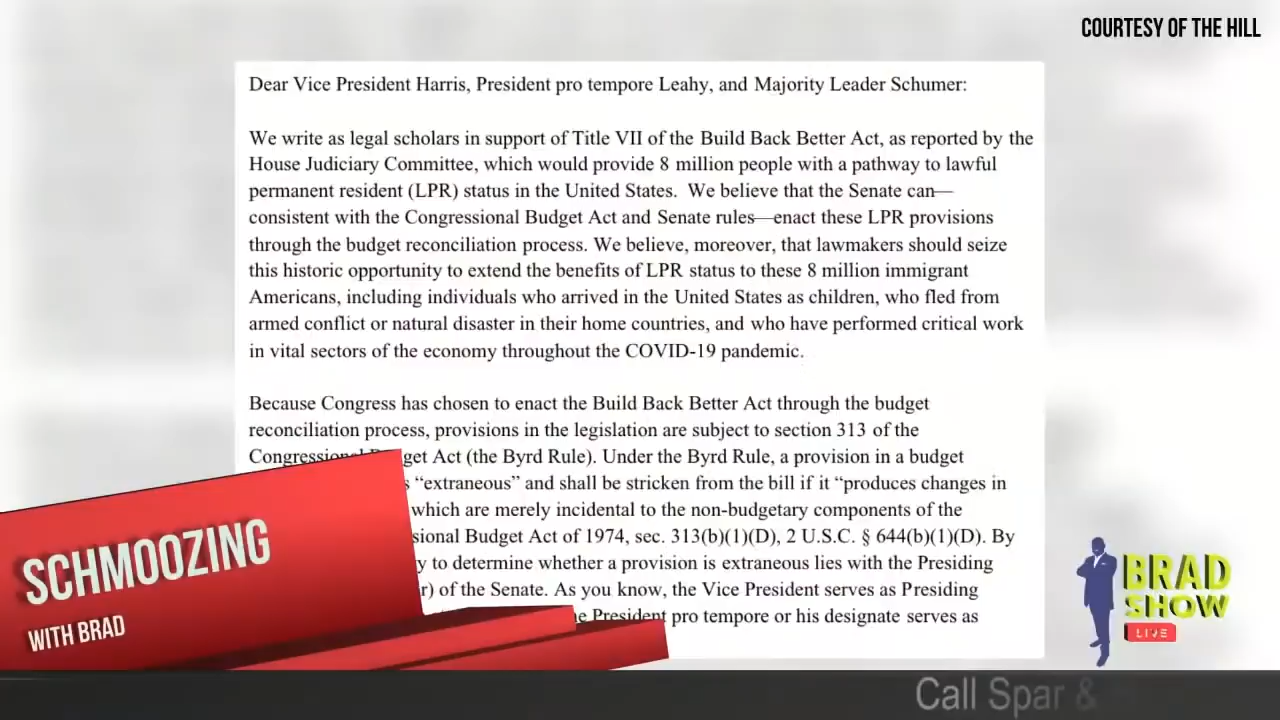 COURTESY OF THE HILL
Dear Vice President Harris, President pro tempore Leahy, and Majority Leader Schumer:
We write as legal scholars in support of Title VII of the Build Back Better Act, as reported by the
House Judiciary Committee, which would provide 8 million people with a pathway to lawful
permanent resident (LPR) status in the United States. We believe that the Senate can—
consistent with the Congressional Budget Act and Senate rules—enact these LPR provisions
through the budget reconciliation process. We believe, moreover, that lawmakers should seize
this historic opportunity to extend the benefits of LPR status to these 8 million immigrant
Americans, including individuals who arrived in the United States as children, who fled from
armed conflict or natural disaster in their home countries, and who have performed critical work
in vital sectors of the economy throughout the COVID-19 pandemic.
Because Congress has chosen to enact the Build Back Better Act through the budget
reconciliation process, provisions in the legislation are subject to section 313 of the
Congressional Budget Act (the Byrd Rule). Under the Byrd Rule, a provision in a budget
“extraneous” and shall be stricken from the bill if it “produces changes in
which are merely incidental to the non-budgetary components of the
sional Budget Act of 1974, sec. 313(b)(1)(D), 2 U.S.C. § 644(b)(1)(D). By
y to determine whether a provision is extraneous lies with the Presiding
r) of the Senate. As you know, the Vice President serves as Presiding
President pro tempore or his designate serves as
SCHMOOZING
WITH BRAD
BRAD
SHOW
LIVE
Call Spar &